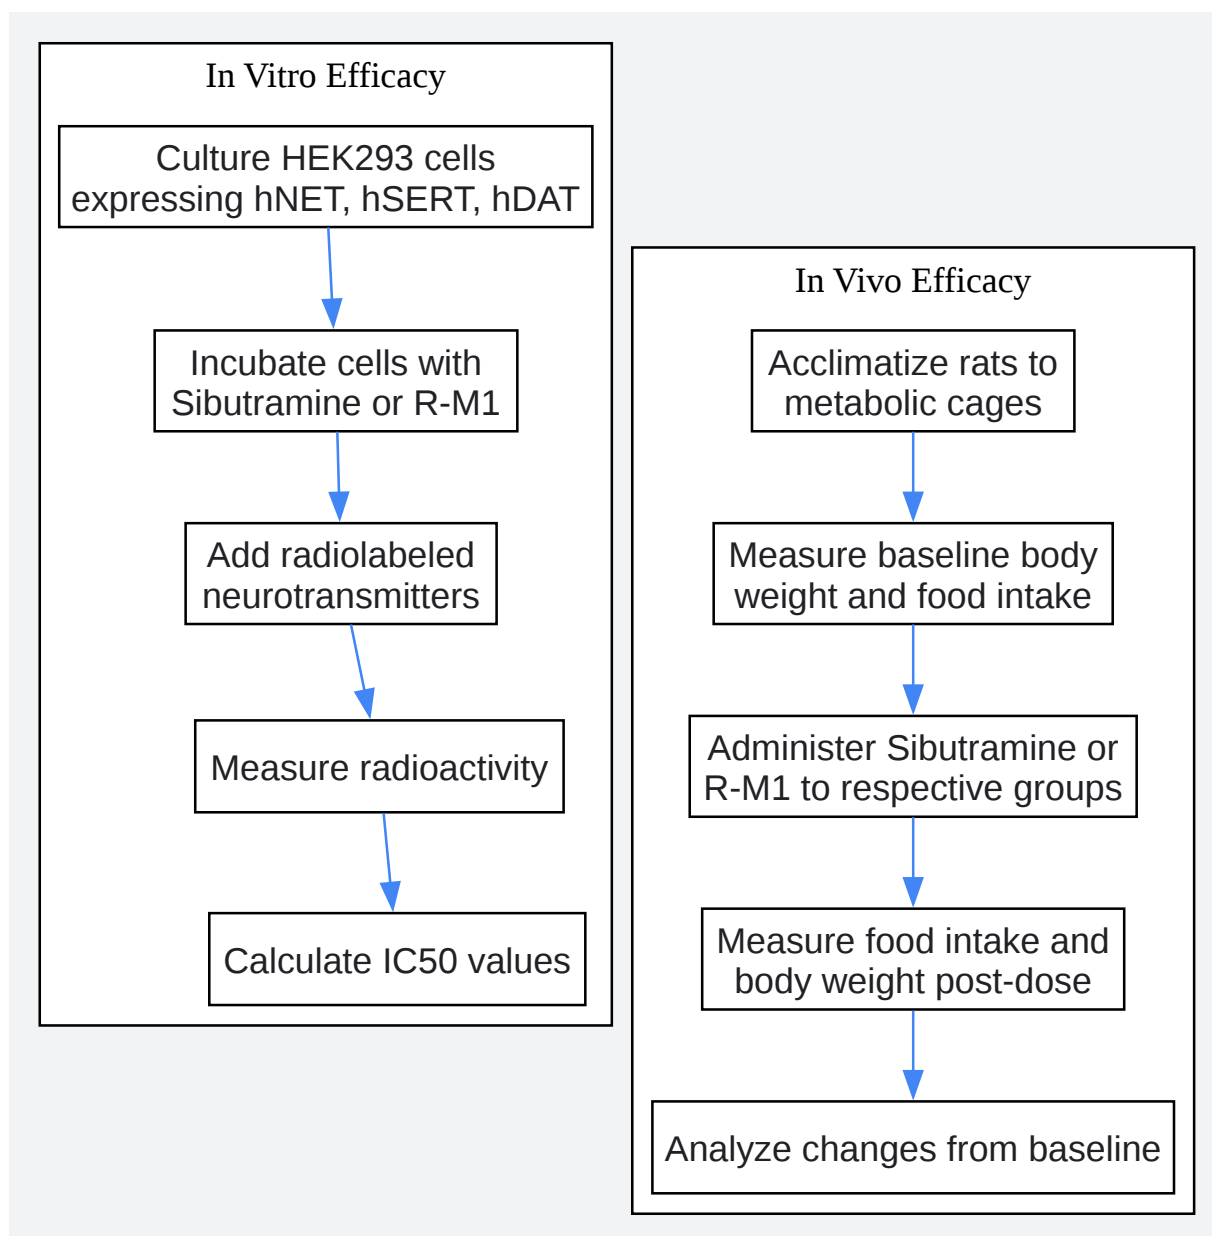 In Vitro Efficacy
Culture HEK293 cells
expressing hNET, hSERT, hDAT
Incubate cells with
Sibutramine or R-M1
Add radiolabeled
neurotransmitters
Measure radioactivity
Calculate IC50 values
In Vivo Efficacy
Acclimatize rats to
metabolic cages
Measure baseline body
weight and food intake
Administer Sibutramine or
R-M1 to respective groups
Measure food intake and
body weight post-dose
Analyze changes from baseline